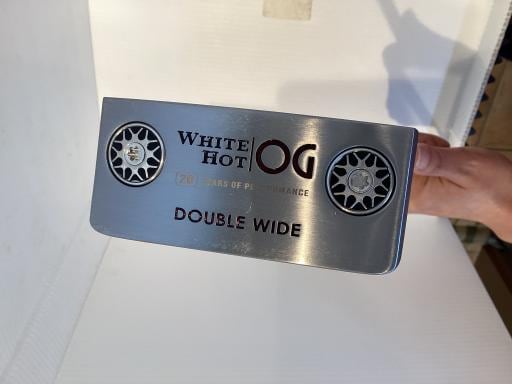 WHITE HOT OG
20 YEARS OF PERFORMANCE
DOUBLE WIDE